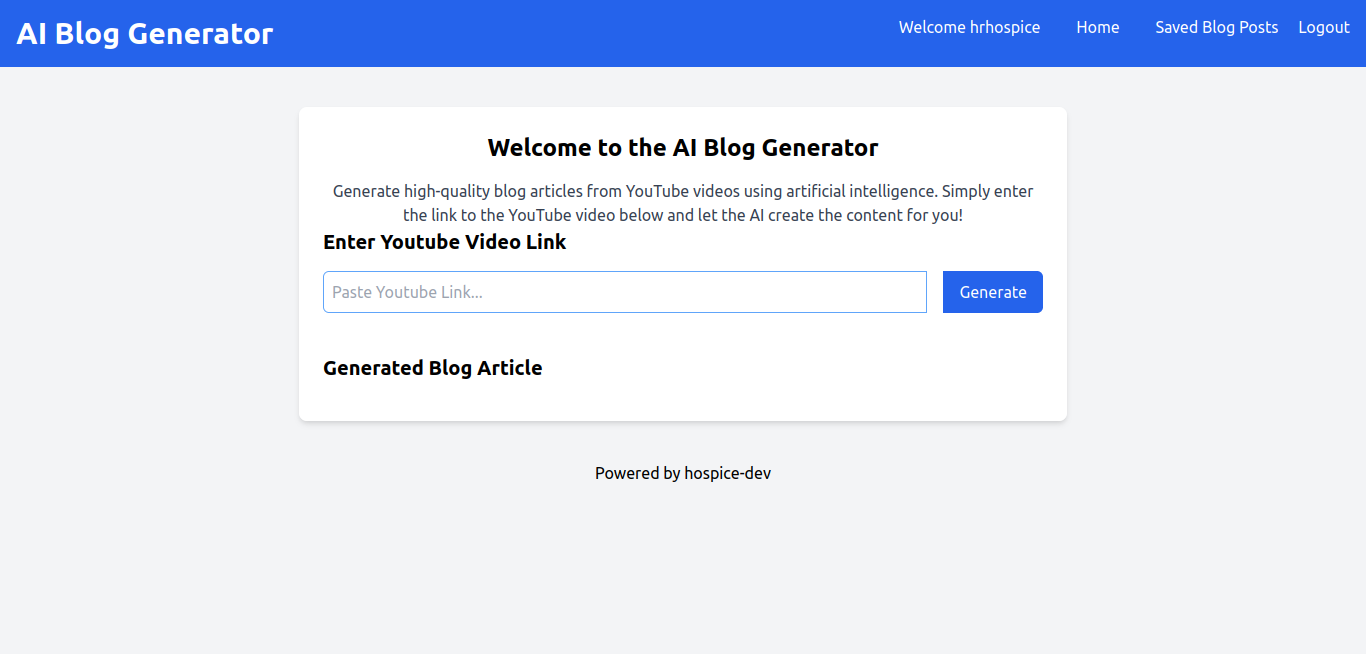 AI Blog Generator
Welcome hrhospice
Home
Saved Blog Posts
Logout
Welcome to the AI Blog Generator
Generate high-quality blog articles from YouTube videos using artificial intelligence. Simply enter
the link to the YouTube video below and let the AI create the content for you!
Enter Youtube Video Link
Paste Youtube Link...
Generate
Generated Blog Article
Powered by hospice-dev